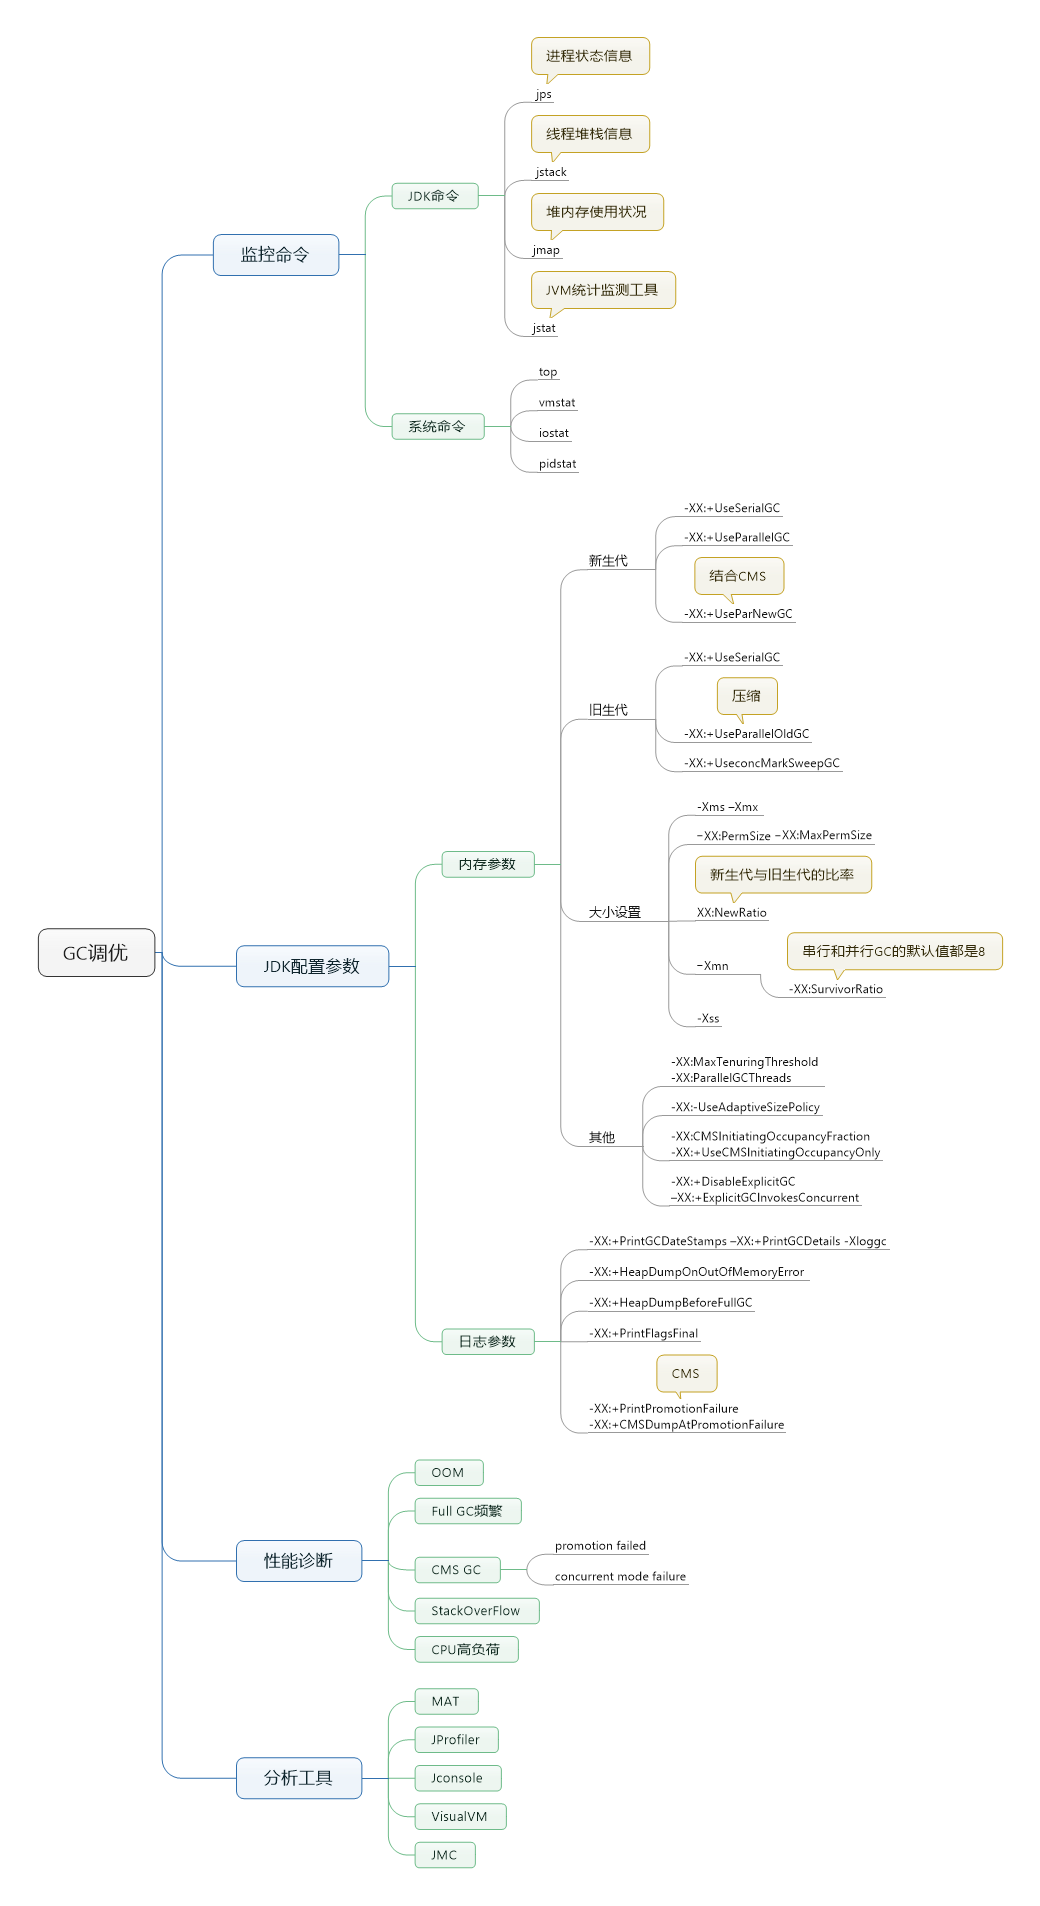 GC调优
监控命令
JDK命令
进程状态信息
jps
线程堆栈信息
jstack
堆内存使用状况
jmap
JVM统计监测工具
jstat
系统命令
top
vmstat
iostat
pidstat
JDK配置参数
内存参数
新生代
-XX:+UseSerialGC
-XX:+UseParallelGC
结合CMS
-XX:+UseParNewGC
旧生代
-XX:+UseSerialGC
压缩
-XX:+UseParallelOldGC
-XX:+UseconcMarkSweepGC
大小设置
-Xms –Xmx
–XX:PermSize –XX:MaxPermSize
新生代与旧生代的比率
XX:NewRatio
–Xmn
串行和并行GC的默认值都是8
-XX:SurvivorRatio
-Xss
其他
-XX:MaxTenuringThreshold
-XX:ParallelGCThreads
-XX:-UseAdaptiveSizePolicy
-XX:CMSInitiatingOccupancyFraction
-XX:+UseCMSInitiatingOccupancyOnly
-XX:+DisableExplicitGC
–XX:+ExplicitGCInvokesConcurrent
日志参数
-XX:+PrintGCDateStamps –XX:+PrintGCDetails -Xloggc
-XX:+HeapDumpOnOutOfMemoryError
-XX:+HeapDumpBeforeFullGC
-XX:+PrintFlagsFinal
CMS
-XX:+PrintPromotionFailure
-XX:+CMSDumpAtPromotionFailure
性能诊断
OOM
Full GC频繁
CMS GC
promotion failed
concurrent mode failure
StackOverFlow
CPU高负荷
分析工具
MAT
JProfiler
Jconsole
VisualVM
JMC